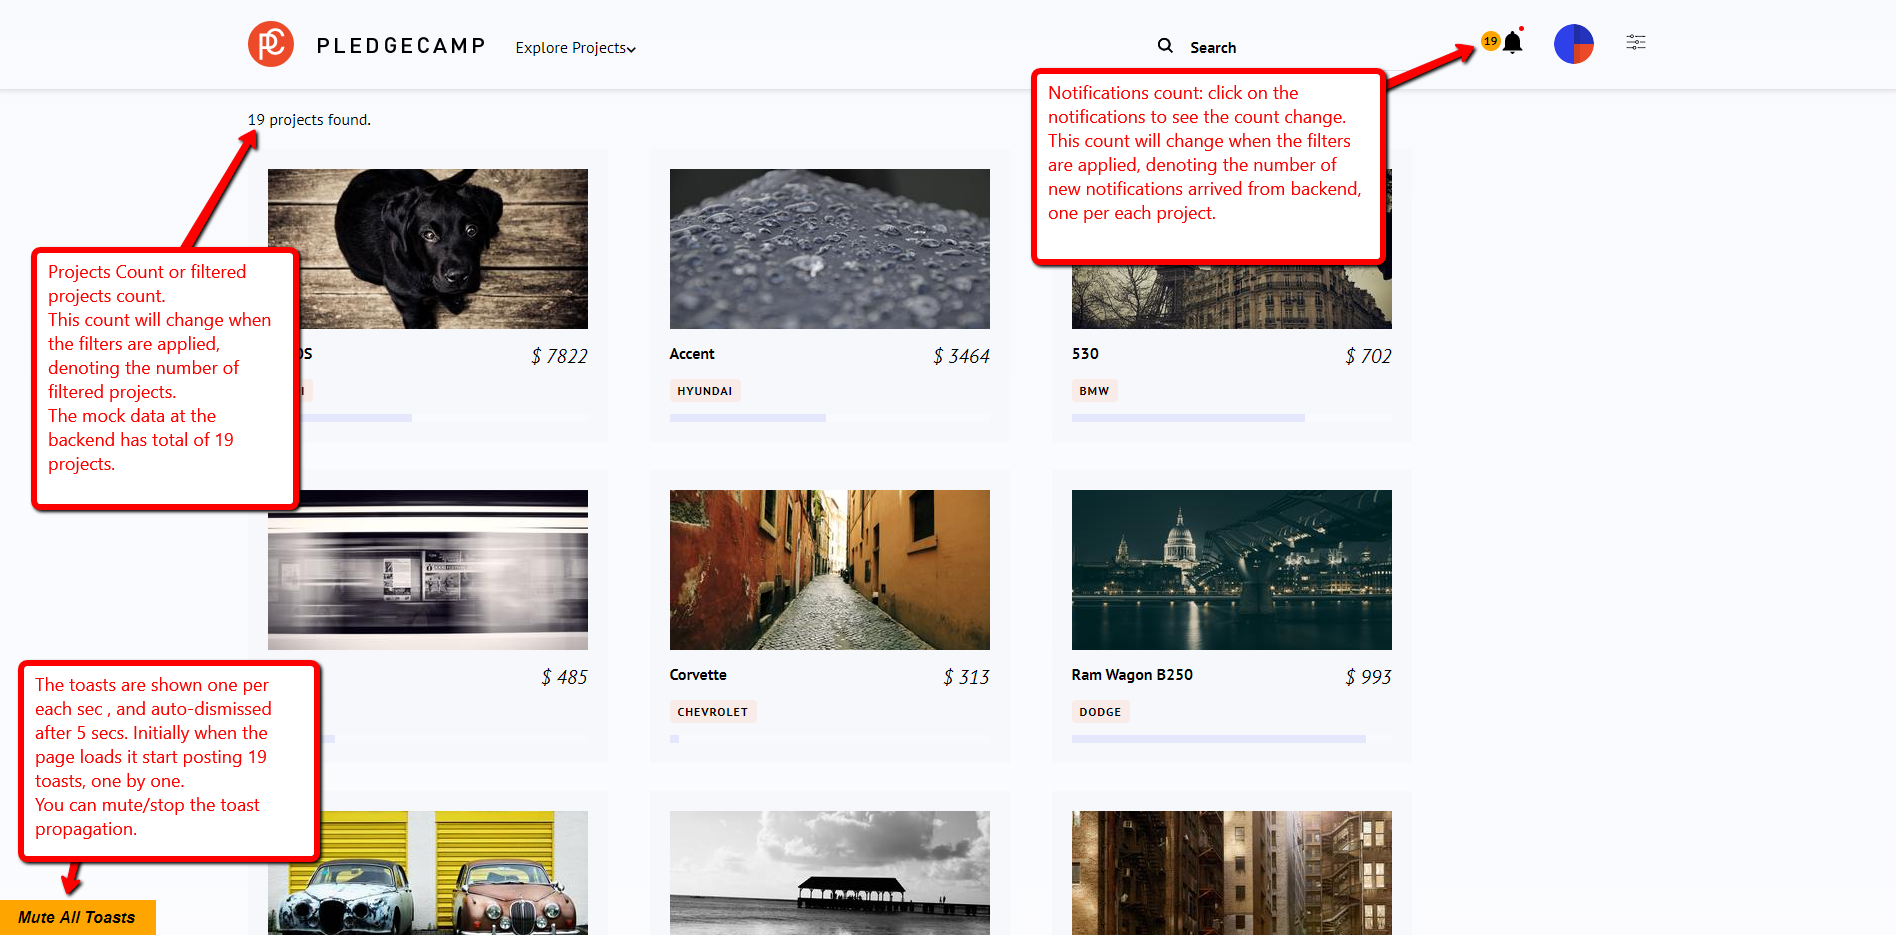 PLEDGECAMP
Explore Projects
Search
19
19 projects found.
Notifications count: click on the
notifications to see the count change.
This count will change when the filters
are applied, denoting the number of
new notifications arrived from backend,
one per each project.
Projects Count or filtered
projects count.
This count will change when
the filters are applied,
denoting the number of
filtered projects.
The mock data at the
backend has total of 19
projects.
$ 7822
Accent
$ 3464
HYUNDAI
530
$ 702
BMW
$ 485
Corvette
$ 313
CHEVROLET
Ram Wagon B250
$ 993
DODGE
The toasts are shown one per
each sec , and auto-dismissed
after 5 secs. Initially when the
page loads it start posting 19
toasts, one by one.
You can mute/stop the toast
propagation.
Mute All Toasts